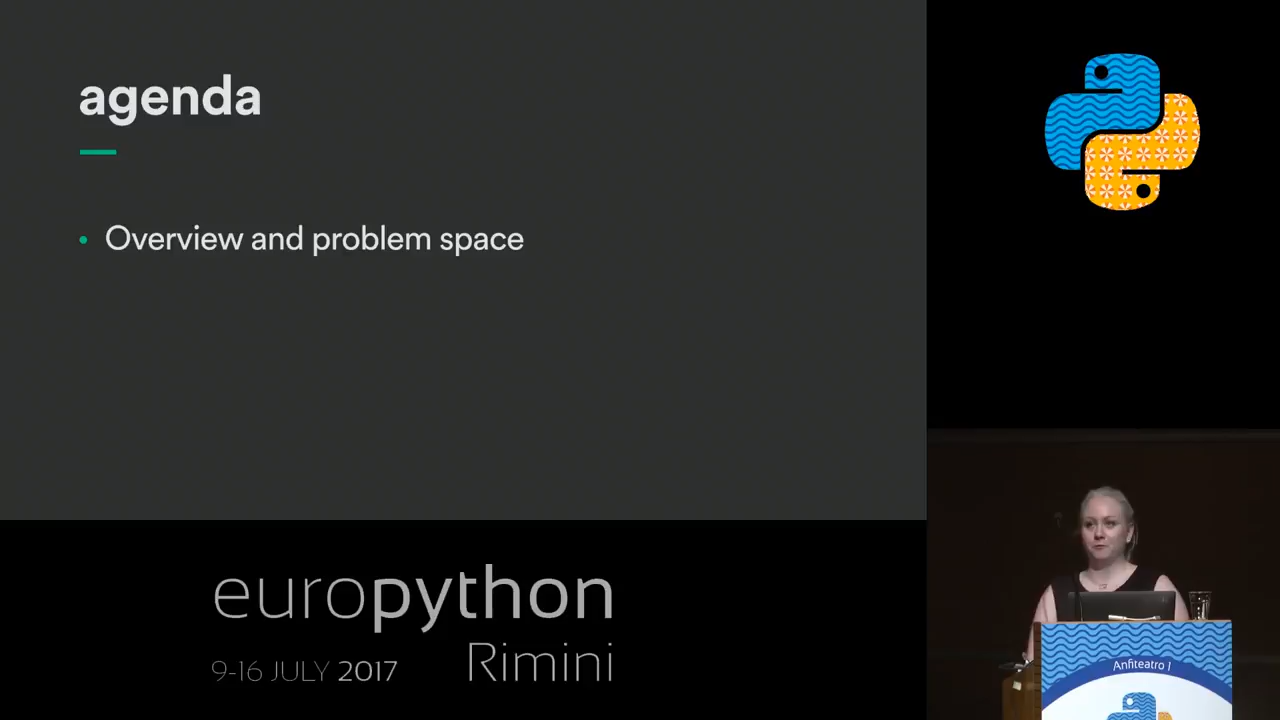 agenda
• Overview and problem space
europython
9-16 JULY 2017 Rimini
Anfiteatro I